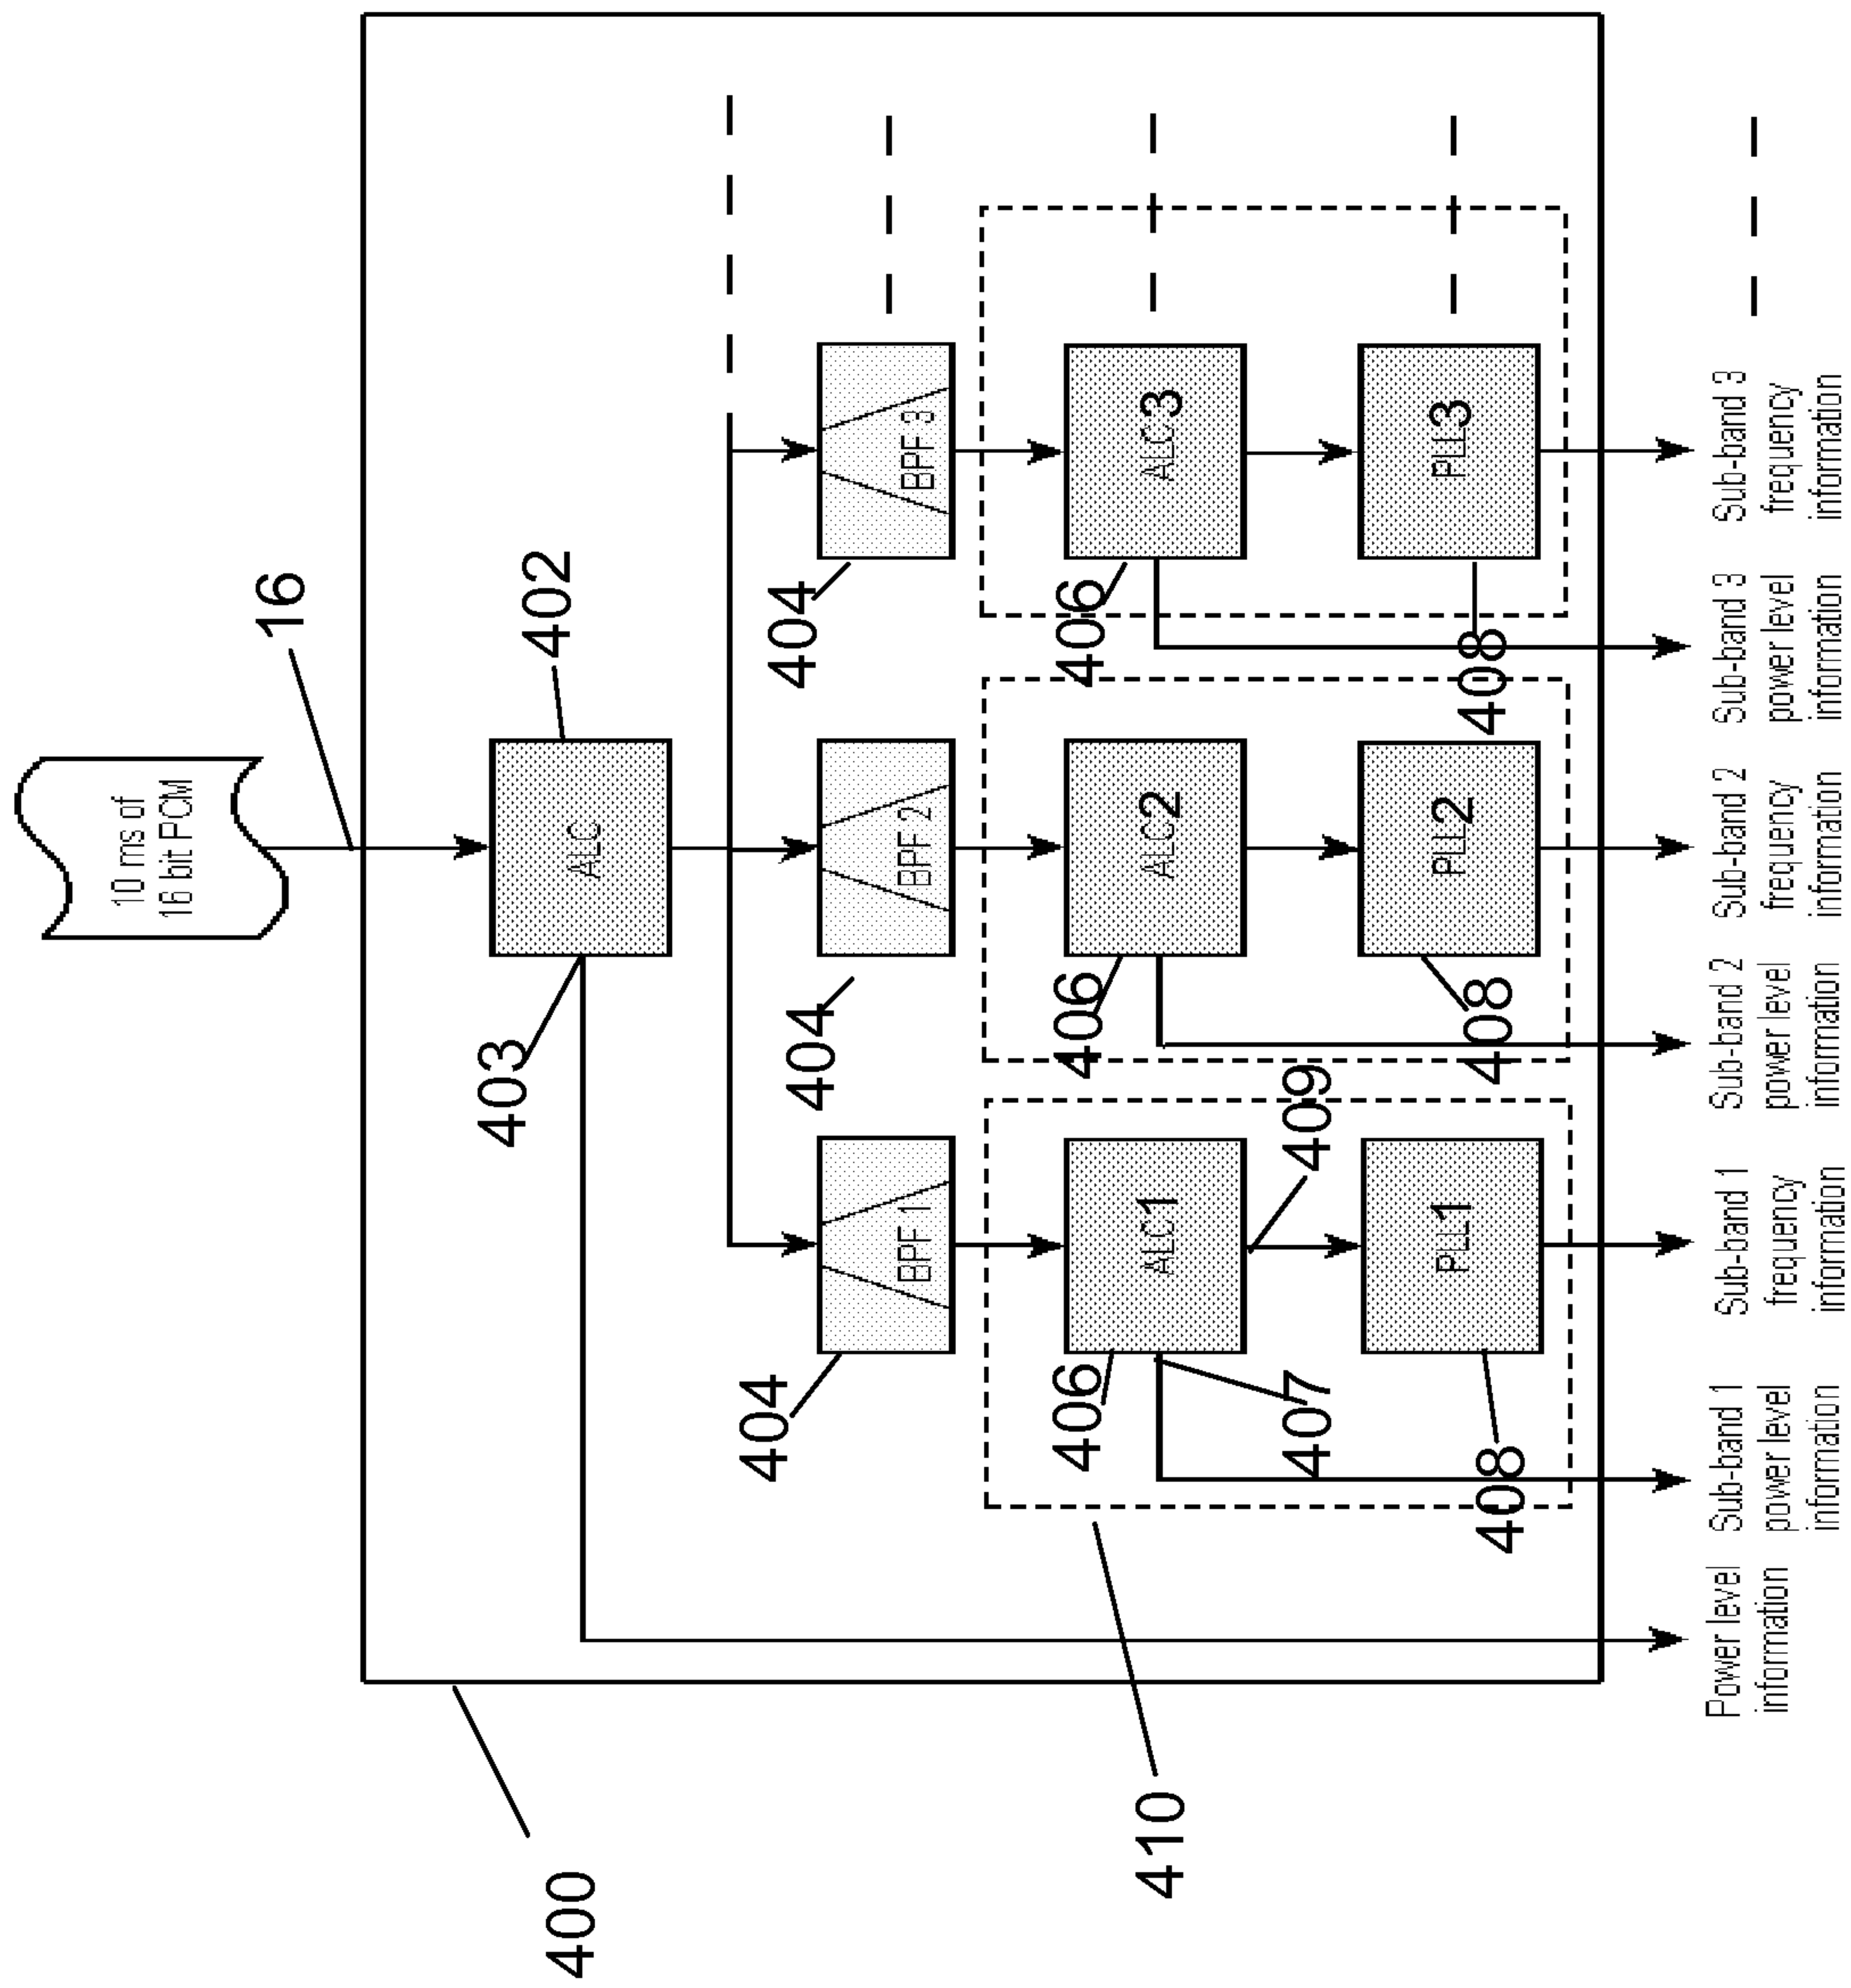 10 ms of
16 bit PCM
16
ALC
402
403
BPF 1
404
BPF 2
404
BPF 3
404
ALC1
406
407
409
ALC2
406
ALC3
406
PLL1
408
PLL2
408
PLL3
408
410
400
Power level
information
Sub-band 1
power level
information
Sub-band 1
frequency
information
Sub-band 2
power level
information
Sub-band 2
frequency
information
Sub-band 3
power level
information
Sub-band 3
frequency
information